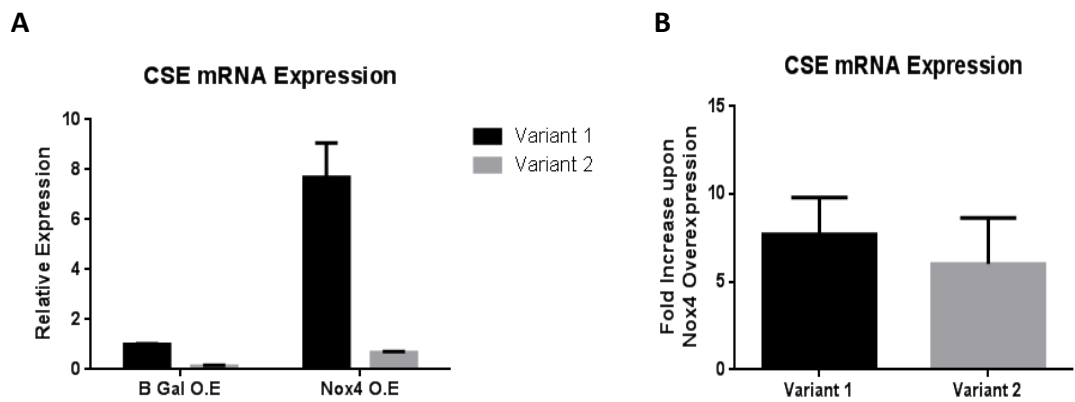 A
CSE mRNA Expression
Relative Expression
10
8
6
4
2
0
B Gal O.E
Nox4 O.E
Variant 1
Variant 2
B
CSE mRNA Expression
Fold Increase upon
Nox4 Overexpression
15
10
5
0
Variant 1
Variant 2